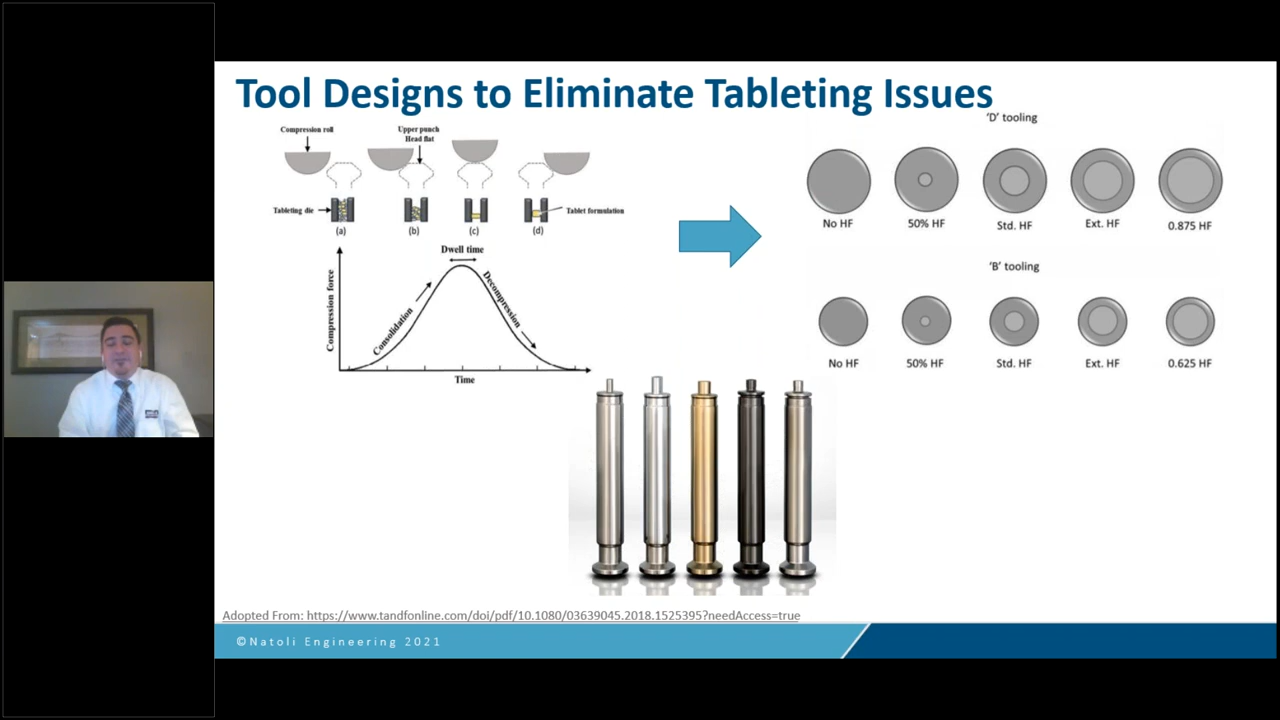 Tool Designs to Eliminate Tableting Issues
Compression roll
Upper punch
Head flat
Tableting die
Tablet formulation
(a)
(b)
(c)
(d)
Dwell time
Compression force
Consolidation
Decompression
Time
'D' tooling
No HF
50% HF
Std. HF
Ext. HF
0.875 HF
'B' tooling
No HF
50% HF
Std. HF
Ext. HF
0.625 HF
Adopted From: https://www.tandfonline.com/doi/pdf/10.1080/03639045.2018.1525395?needAccess=true
©Natoli Engineering 2021